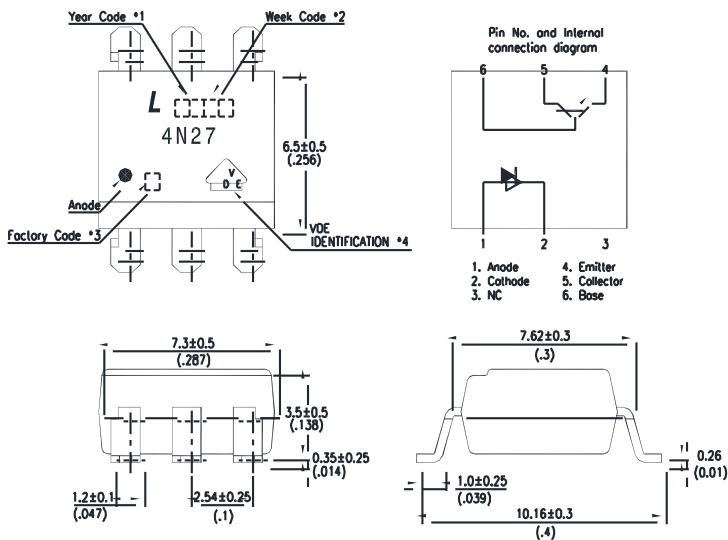 Year Code *1
Week Code *2
L
4N27
V
D E
Anode
Factory Code *3
VDE
IDENTIFICATION *4
6.5±0.5
(.256)
Pin No. and Internal
connection diagram
6 5 4
1 2 3
1. Anode
2. Cathode
3. NC
4. Emitter
5. Collector
6. Base
7.3±0.5
(.287)
3.5±0.5
(.138)
0.35±0.25
(.014)
1.2±0.1
(.047)
2.54±0.25
(.1)
7.62±0.3
(.3)
0.26
(0.01)
1.0±0.25
(.039)
10.16±0.3
(.4)